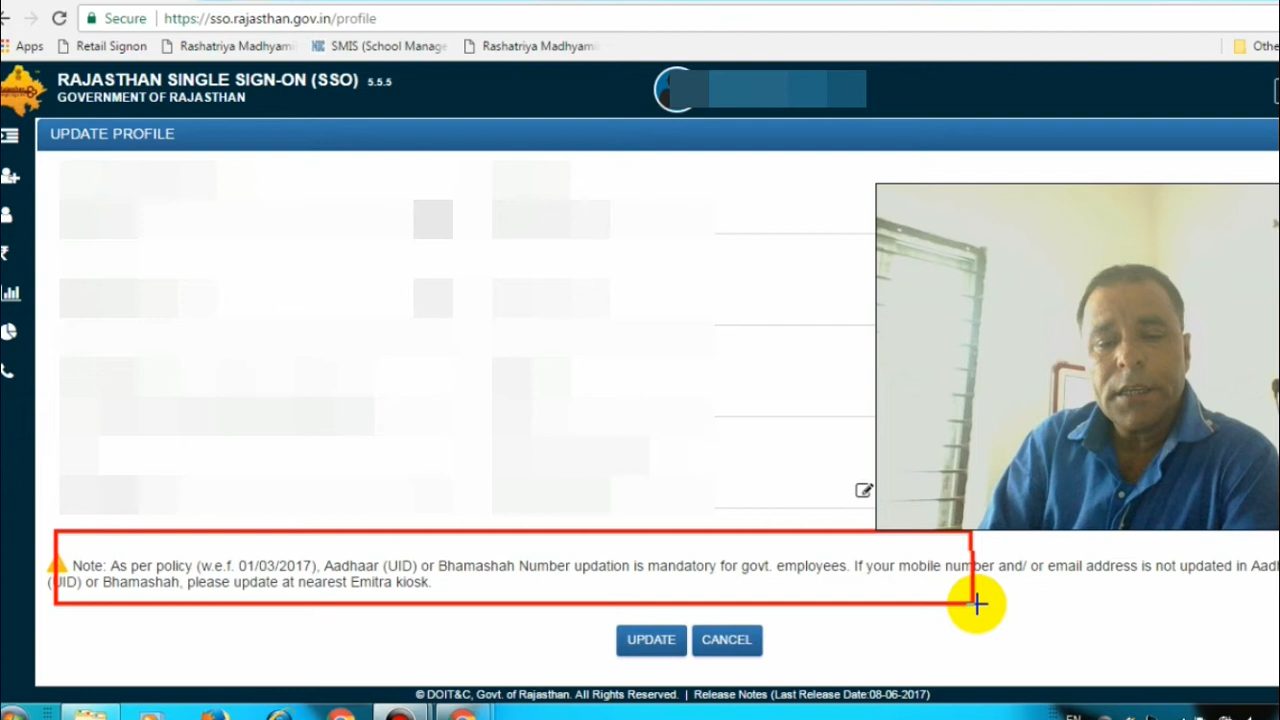 Secure | https://sso.rajasthan.gov.in/profile
Apps Retail Signon Rashatriya Madhyami SMIS (School Manage Rashatriya Madhyami Othe
RAJASTHAN SINGLE SIGN-ON (SSO) 5.5.5
GOVERNMENT OF RAJASTHAN
UPDATE PROFILE
Note: As per policy (w.e.f. 01/03/2017), Aadhaar (UID) or Bhamashah Number updation is mandatory for govt. employees. If your mobile number and/ or email address is not updated in Aadh
(UID) or Bhamashah, please update at nearest Emitra kiosk.
UPDATE CANCEL
© DOIT&C, Govt. of Rajasthan. All Rights Reserved. | Release Notes (Last Release Date:08-06-2017)
EN